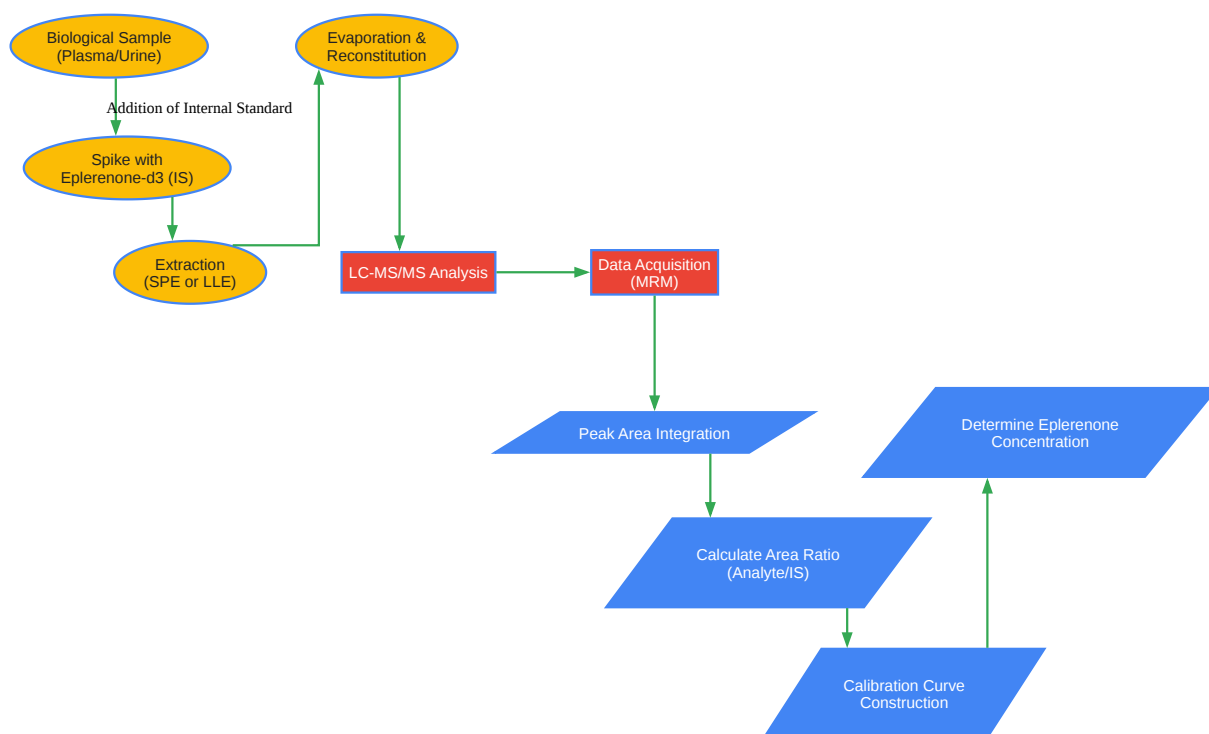 Biological Sample
(Plasma/Urine)
Addition of Internal Standard
Spike with
Eplerenone-d3 (IS)
Extraction
(SPE or LLE)
Evaporation &
Reconstitution
LC-MS/MS Analysis
Data Acquisition
(MRM)
Peak Area Integration
Calculate Area Ratio
(Analyte/IS)
Calibration Curve
Construction
Determine Eplerenone
Concentration